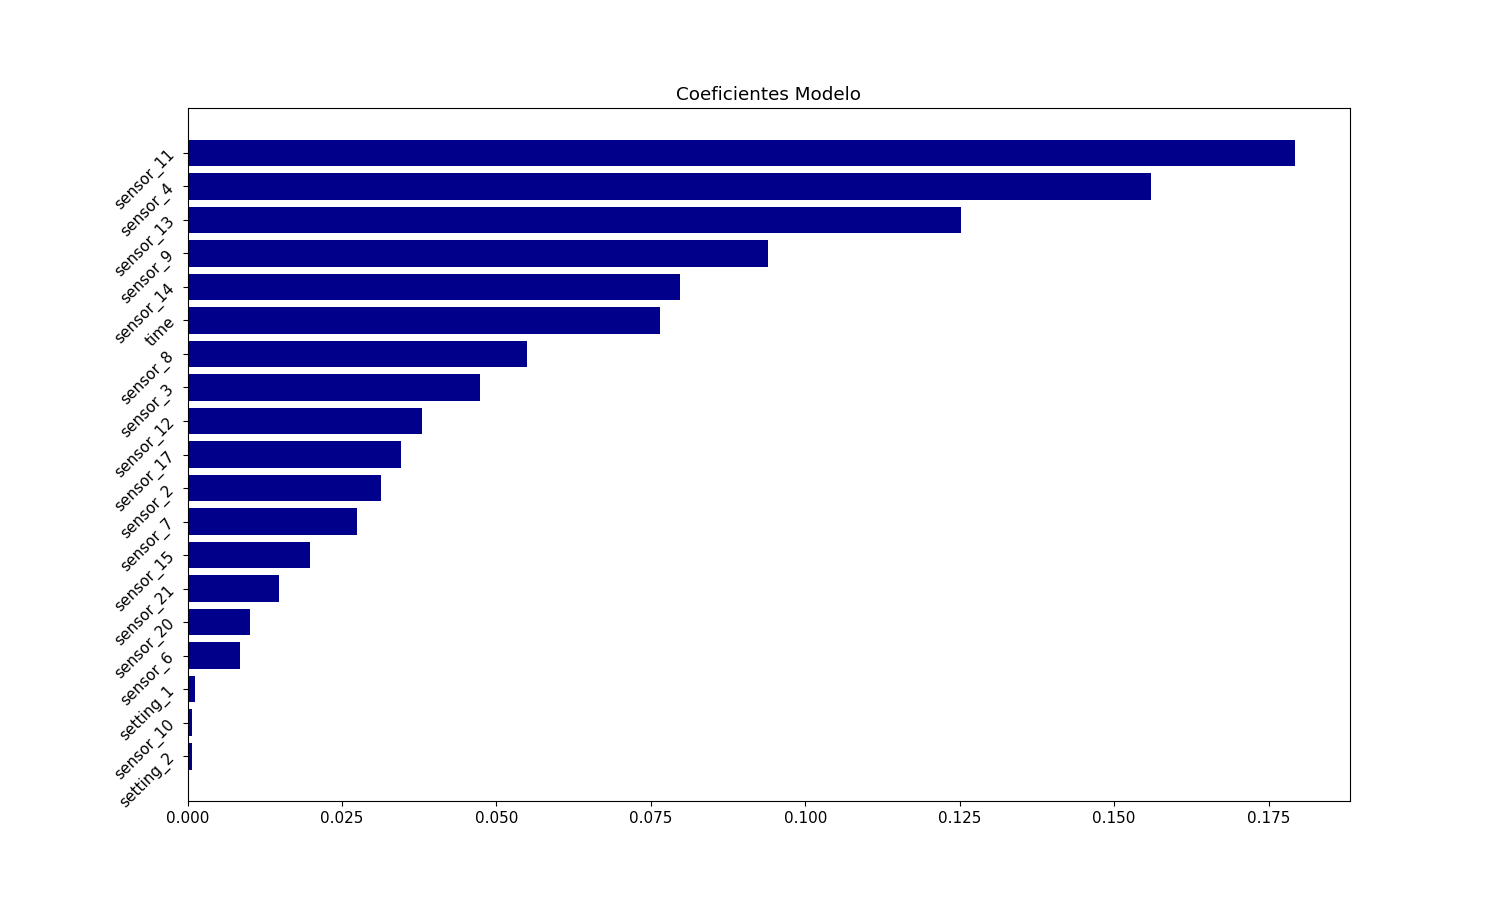 Coeficientes Modelo
sensor_11
sensor_4
sensor_13
sensor_9
sensor_14
time
sensor_8
sensor_3
sensor_12
sensor_17
sensor_2
sensor_7
sensor_15
sensor_21
sensor_20
sensor_6
setting_1
sensor_10
setting_2
0.000 0.025 0.050 0.075 0.100 0.125 0.150 0.175